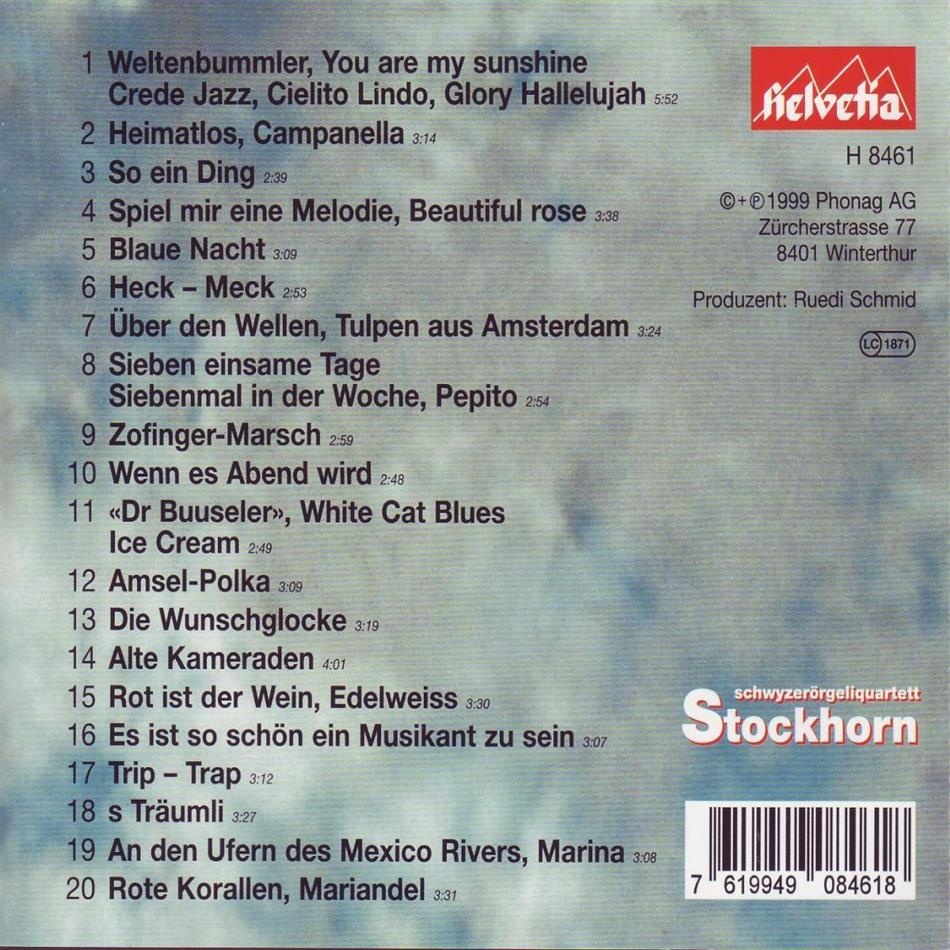 1 Weltenbummler, You are my sunshine
Crede Jazz, Cielito Lindo, Glory Hallelujah 5:52
2 Heimatlos, Campanella 3:14
3 So ein Ding 2:39
4 Spiel mir eine Melodie, Beautiful rose 3:38
5 Blaue Nacht 3:09
6 Heck – Meck 2:53
7 Über den Wellen, Tulpen aus Amsterdam 3:24
8 Sieben einsame Tage
Siebenmal in der Woche, Pepito 2:54
9 Zofinger-Marsch 2:59
10 Wenn es Abend wird 2:48
11 «Dr Buuseler», White Cat Blues
Ice Cream 2:49
12 Amsel-Polka 3:09
13 Die Wunschglocke 3:19
14 Alte Kameraden 4:01
15 Rot ist der Wein, Edelweiss 3:30
16 Es ist so schön ein Musikant zu sein 3:07
17 Trip – Trap 3:12
18 s Träumli 3:27
19 An den Ufern des Mexico Rivers, Marina 3:08
20 Rote Korallen, Mariandel 3:31
Helvetia
H 8461
©+℗1999 Phonag AG
Zürcherstrasse 77
8401 Winterthur
Produzent: Ruedi Schmid
LC 1871
schwyzerörgeliquartett
Stockhorn
7 619949 084618